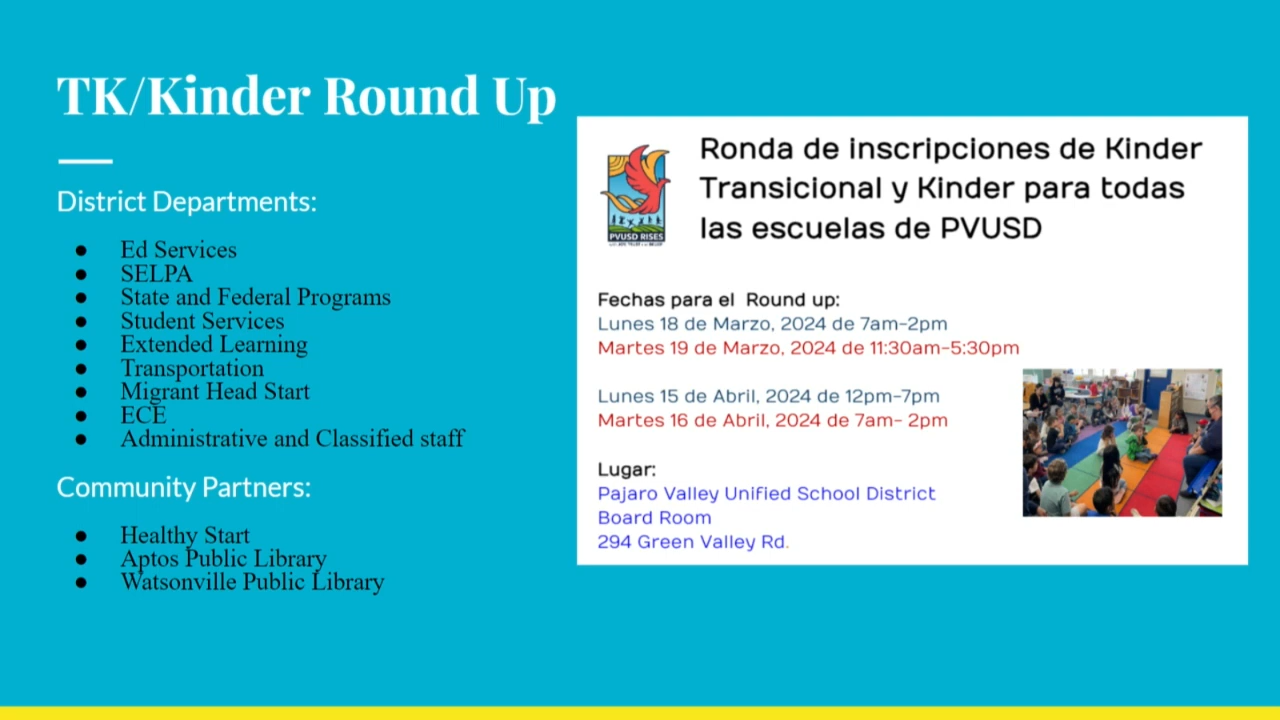 TK/Kinder Round Up
District Departments:
● Ed Services
● SELPA
● State and Federal Programs
● Student Services
● Extended Learning
● Transportation
● Migrant Head Start
● ECE
● Administrative and Classified staff
Community Partners:
● Healthy Start
● Aptos Public Library
● Watsonville Public Library
PVUSD RISES
Ronda de inscripciones de Kinder
Transicional y Kinder para todas
las escuelas de PVUSD
Fechas para el Round up:
Lunes 18 de Marzo, 2024 de 7am-2pm
Martes 19 de Marzo, 2024 de 11:30am-5:30pm
Lunes 15 de Abril, 2024 de 12pm-7pm
Martes 16 de Abril, 2024 de 7am- 2pm
Lugar:
Pajaro Valley Unified School District
Board Room
294 Green Valley Rd.